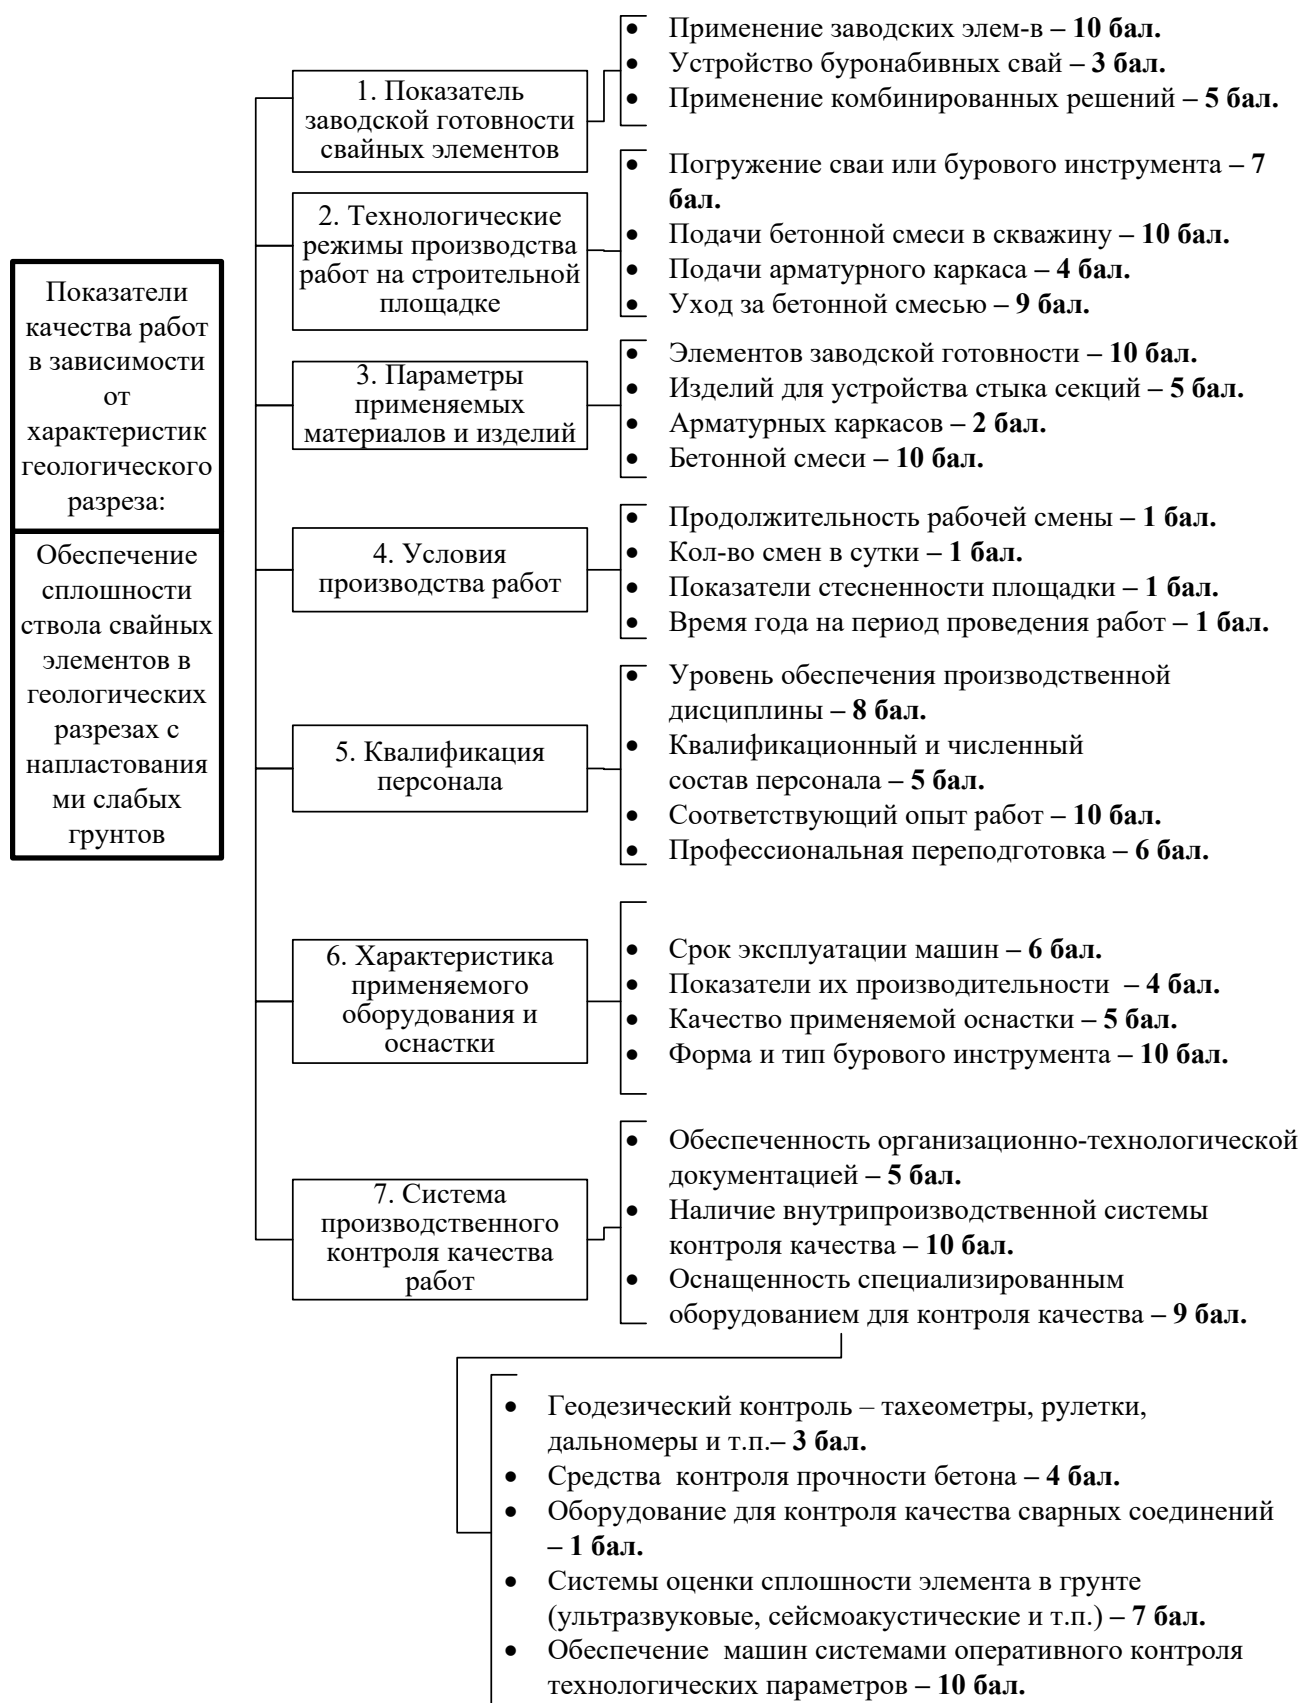 Показатели
качества работ
в зависимости
от
характеристик
геологического
разреза:
Обеспечение
сплошности
ствола свайных
элементов в
геологических
разрезах с
напластования
ми слабых
грунтов
1. Показатель
заводской готовности
свайных элементов
• Применение заводских элем-в – 10 бал.
• Устройство буронабивных свай – 3 бал.
• Применение комбинированных решений – 5 бал.
2. Технологические
режимы производства
работ на строительной
площадке
• Погружение сваи или бурового инструмента – 7
бал.
• Подачи бетонной смеси в скважину – 10 бал.
• Подачи арматурного каркаса – 4 бал.
• Уход за бетонной смесью – 9 бал.
3. Параметры
применяемых
материалов и изделий
• Элементов заводской готовности – 10 бал.
• Изделий для устройства стыка секций – 5 бал.
• Арматурных каркасов – 2 бал.
• Бетонной смеси – 10 бал.
4. Условия
производства работ
• Продолжительность рабочей смены – 1 бал.
• Кол-во смен в сутки – 1 бал.
• Показатели стесненности площадки – 1 бал.
• Время года на период проведения работ – 1 бал.
5. Квалификация
персонала
• Уровень обеспечения производственной
дисциплины – 8 бал.
• Квалификационный и численный
состав персонала – 5 бал.
• Соответствующий опыт работ – 10 бал.
• Профессиональная переподготовка – 6 бал.
6. Характеристика
применяемого
оборудования и
оснастки
• Срок эксплуатации машин – 6 бал.
• Показатели их производительности – 4 бал.
• Качество применяемой оснастки – 5 бал.
• Форма и тип бурового инструмента – 10 бал.
7. Система
производственного
контроля качества
работ
• Обеспеченность организационно-технологической
документацией – 5 бал.
• Наличие внутрипроизводственной системы
контроля качества – 10 бал.
• Оснащенность специализированным
оборудованием для контроля качества – 9 бал.
• Геодезический контроль – тахеометры, рулетки,
дальномеры и т.п.– 3 бал.
• Средства контроля прочности бетона – 4 бал.
• Оборудование для контроля качества сварных соединений
– 1 бал.
• Системы оценки сплошности элемента в грунте
(ультразвуковые, сейсмоакустические и т.п.) – 7 бал.
• Обеспечение машин системами оперативного контроля
технологических параметров – 10 бал.